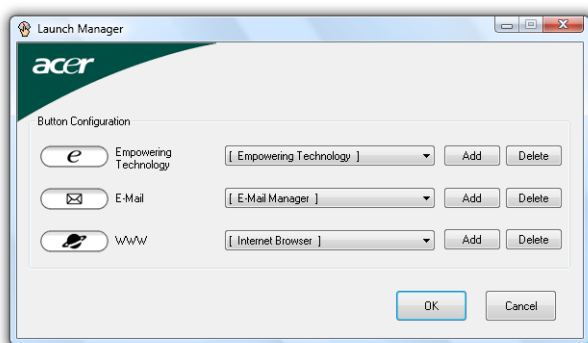 Launch Manager
acer
Button Configuration
e Empowering Technology [ Empowering Technology ] Add Delete
E-Mail [ E-Mail Manager ] Add Delete
WWW [ Internet Browser ] Add Delete
OK Cancel